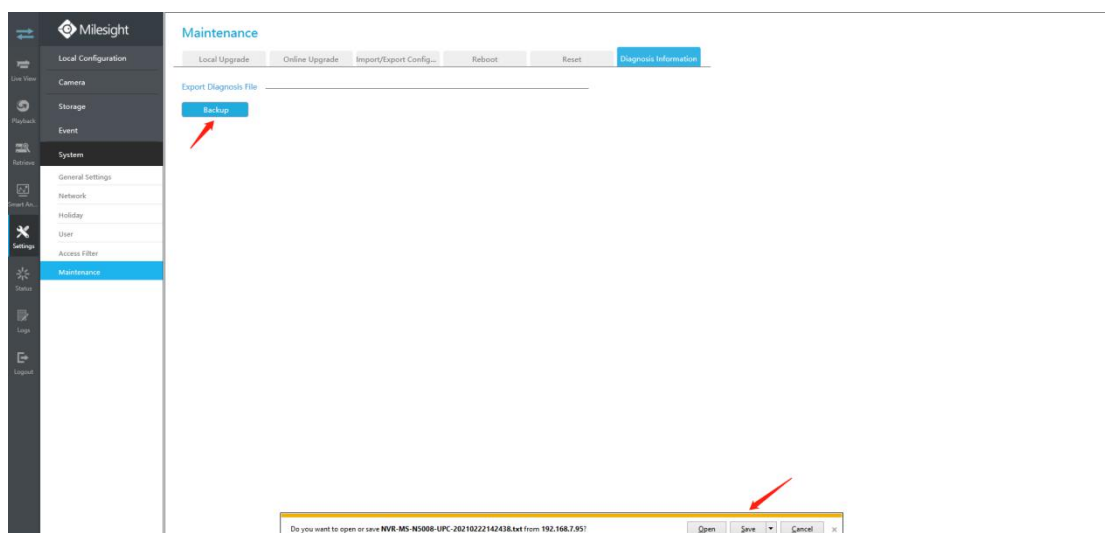 Milesight
Live View
Playback
Retrieve
Smart An...
Settings
Status
Logs
Logout
Local Configuration
Camera
Storage
Event
System
General Settings
Network
Holiday
User
Access Filter
Maintenance
Maintenance
Local Upgrade Online Upgrade Import/Export Config... Reboot Reset Diagnosis Information
Export Diagnosis File
Backup
Do you want to open or save NVR-MS-N5008-UPC-20210222142438.txt from 192.168.7.95? Open Save Cancel